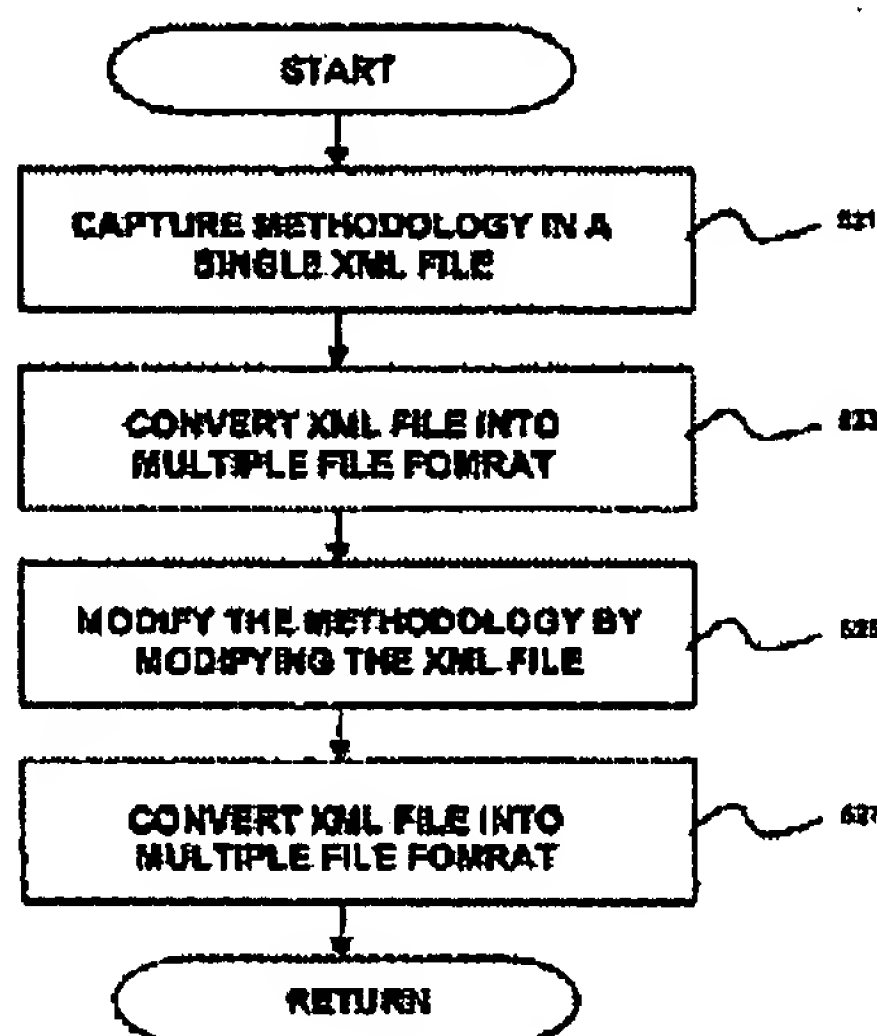 START
CAPTURE METHODOLOGY IN A
SINGLE XML FILE
CONVERT XML FILE INTO
MULTIPLE FILE FOMRAT
MODIFY THE METHODOLOGY BY
MODIFYING THE XML FILE
CONVERT XML FILE INTO
MULTIPLE FILE FOMRAT
RETURN